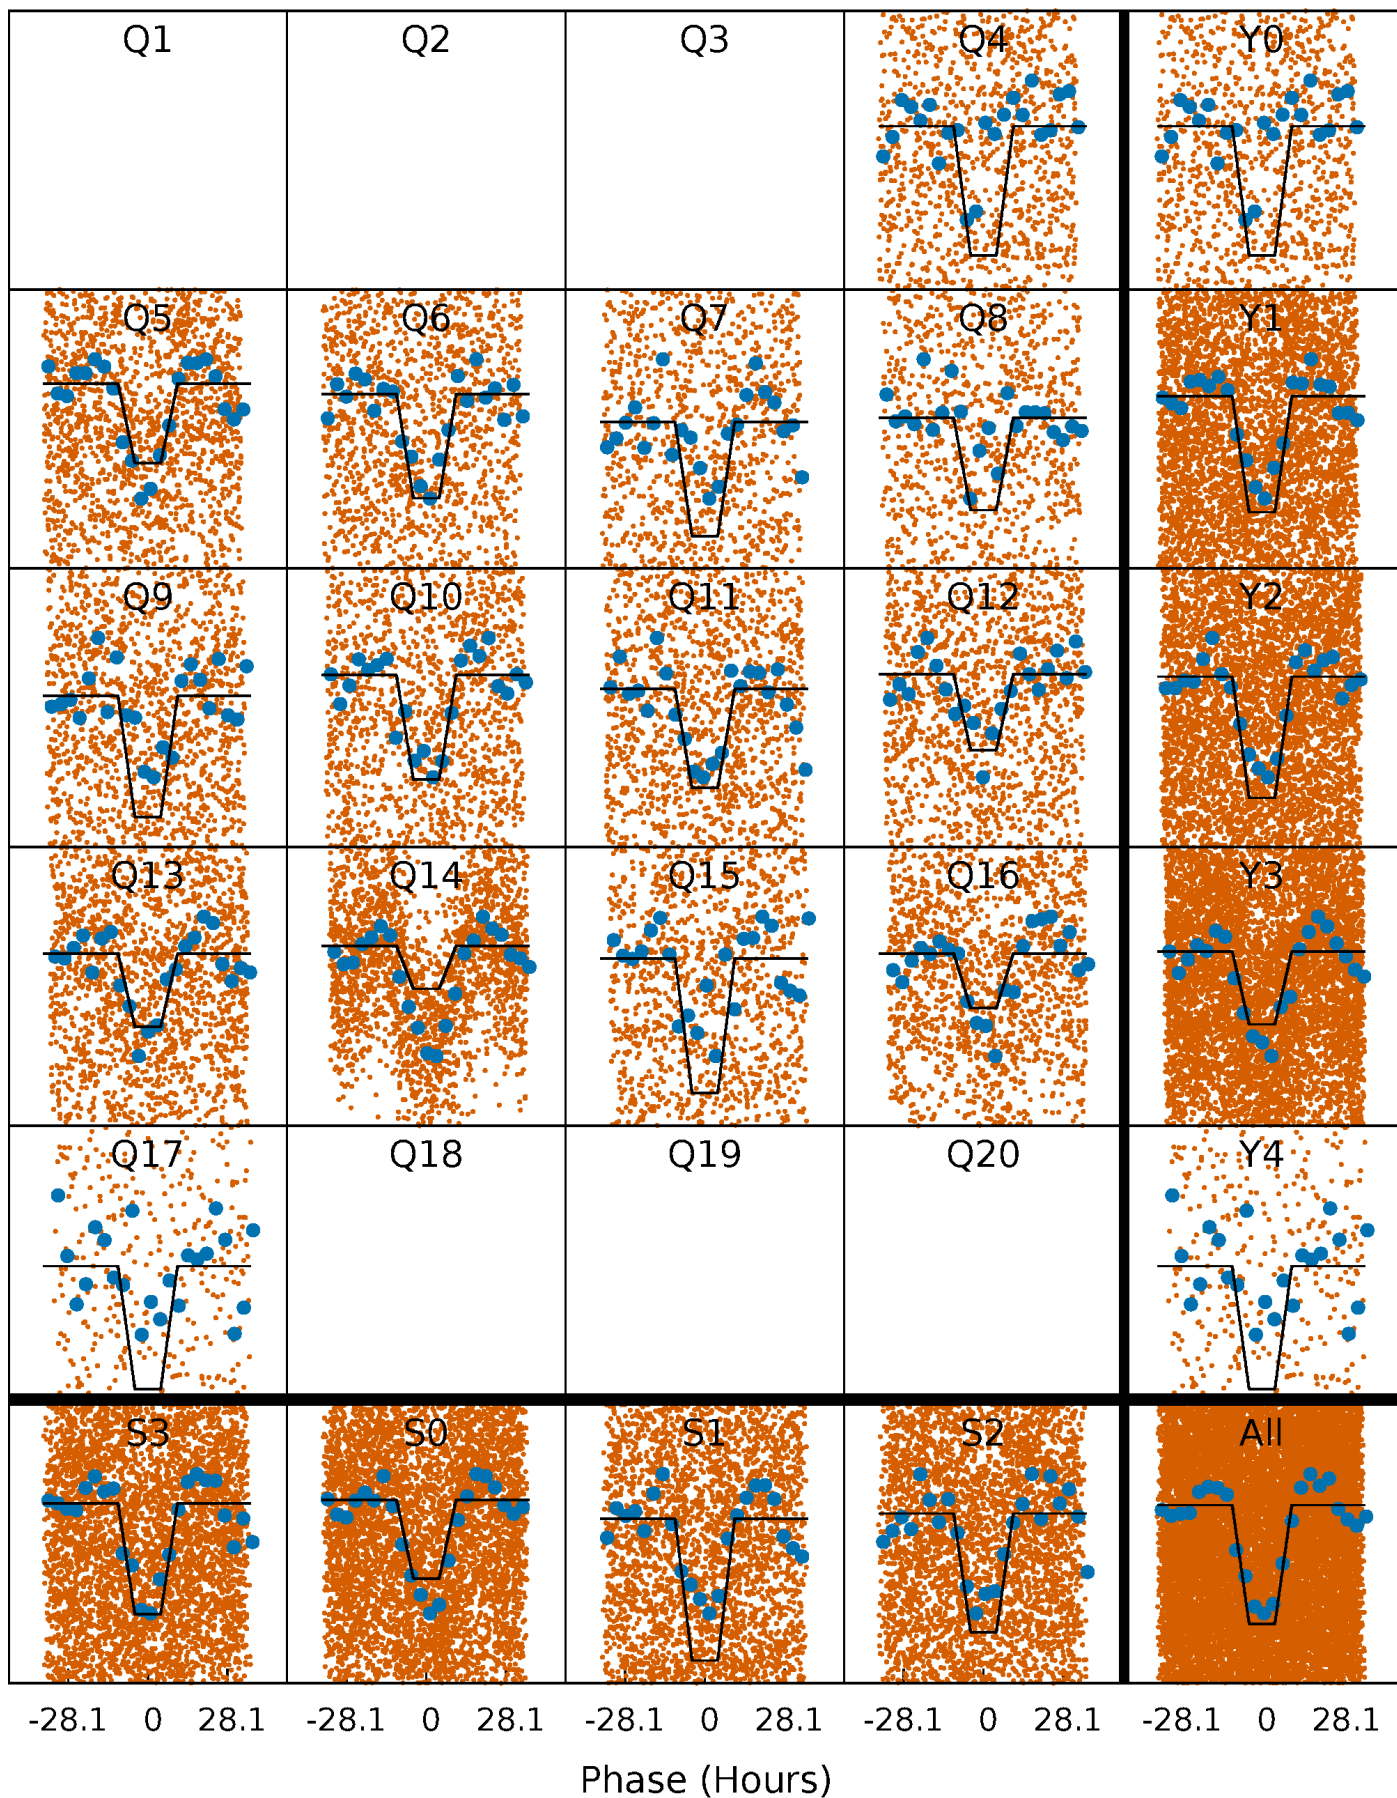 Q1 Q2 Q3 Q4 Y0
Q5 Q6 Q7 Q8 Y1
Q9 Q10 Q11 Q12 Y2
Q13 Q14 Q15 Q16 Y3
Q17 Q18 Q19 Q20 Y4
S3 S0 S1 S2 All
-28.1 0 28.1 -28.1 0 28.1 -28.1 0 28.1 -28.1 0 28.1 -28.1 0 28.1
Phase (Hours)